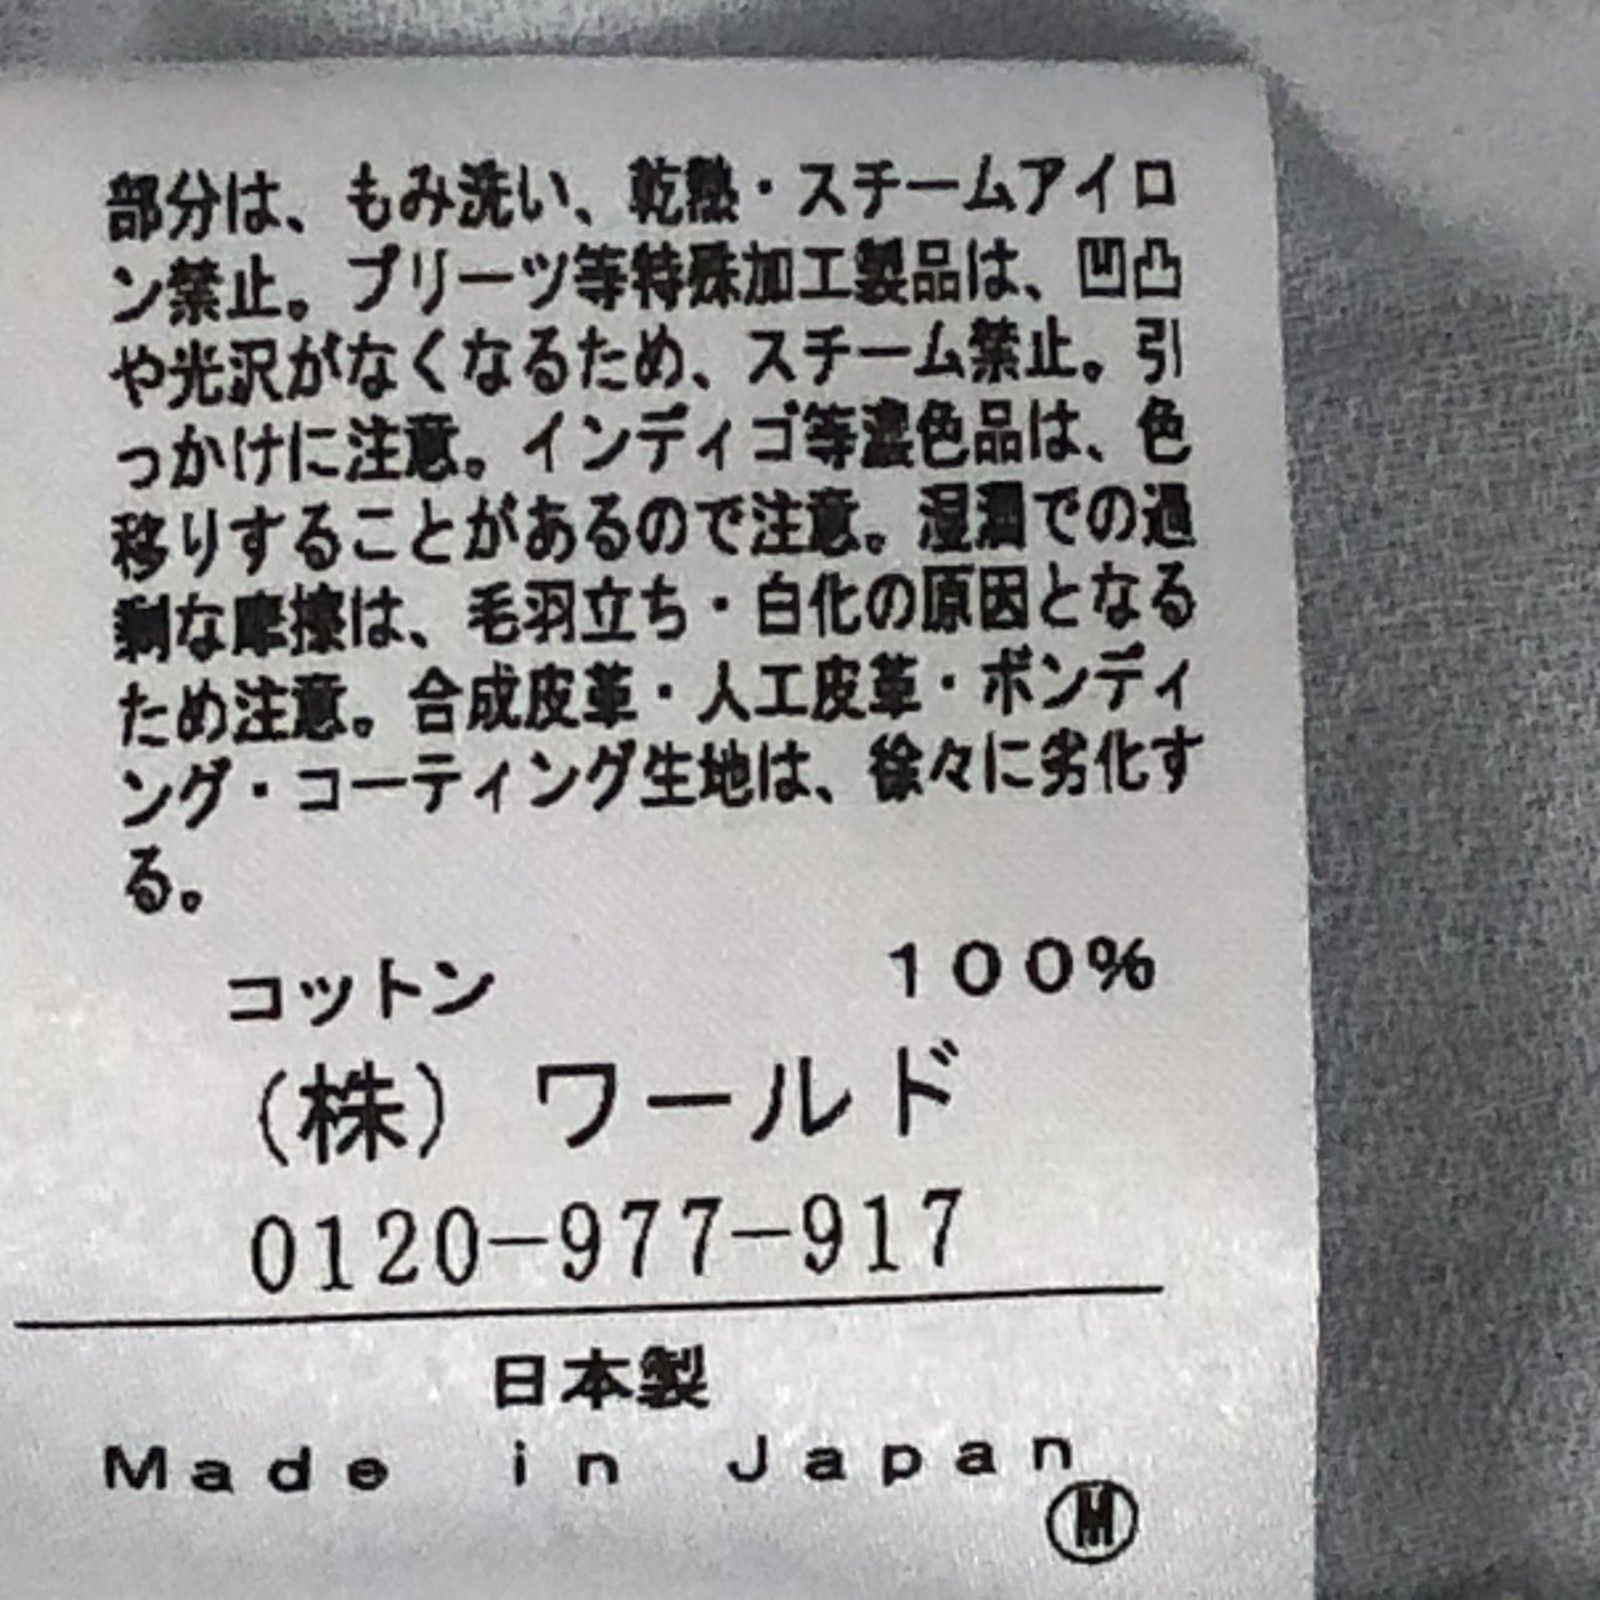 部分は、もみ洗い、乾熱・スチームアイロ
ン禁止。プリーツ等特殊加工製品は、凹凸
や光沢がなくなるため、スチーム禁止。引
っかけに注意。インディゴ等濃色品は、色
移りすることがあるので注意。湿潤での過
剰な摩擦は、毛羽立ち・白化の原因となる
ため注意。合成皮革・人工皮革・ボンディ
ング・コーティング生地は、徐々に劣化す
る。
コットン 100%
(株) ワールド
0120-977-917
日本製
Made in Japan
M